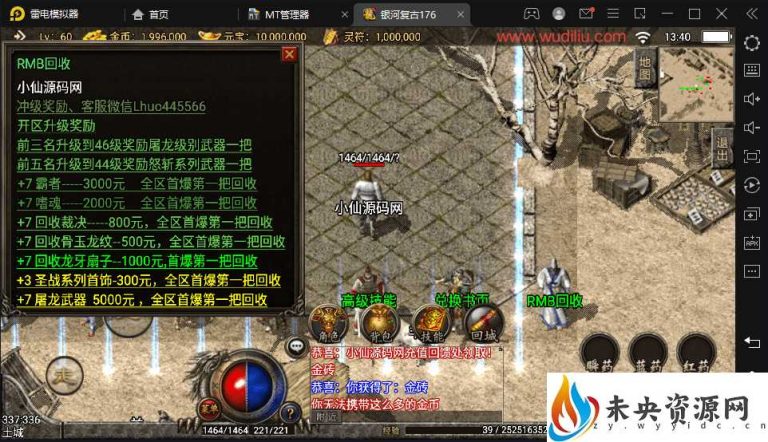 雷电模拟器
首页
MT管理器
银河复古176
Lv: 60
金币: 1,996,000
元宝: 10,000,000
灵符: 1,000,000
www.wudiliu.com
13:40
地图
退出
RMB回收
小仙源码网
冲级奖励、客服微信Lhuo445566
开区升级奖励
前三名升级到46级奖励屠龙级别武器一把
前五名升级到44级奖励怒斩系列武器一把
+7 霸者-----3000元　全区首爆第一把回收
+7 嗜魂-----2000元　全区首爆第一把回收
+7 回收裁决-----800元，全区首爆第一把回收
+7 回收骨玉龙纹--500元，全区首爆第一把回收
+7 回收龙牙扇子--1000元,首爆第一把回收
+3 圣战系列首饰-300元，全区首爆第一把回收
+7屠龙武器 5000元 ，全区首爆第一把回收
1464/1464/?
小仙源码网
高级技能
兑换书页
RMB回收
角色
背包
技能
回城
恭喜：小仙源码网充值回馈处领取!
金砖
恭喜：你获得了：金砖
你无法携带这么多的金币
附近
走
菜单
337:336
土城
1464/1464
221/221
经验
39 / 252516352
蓝药
红药
APK
未央资源网
zy.wyyidc.cn